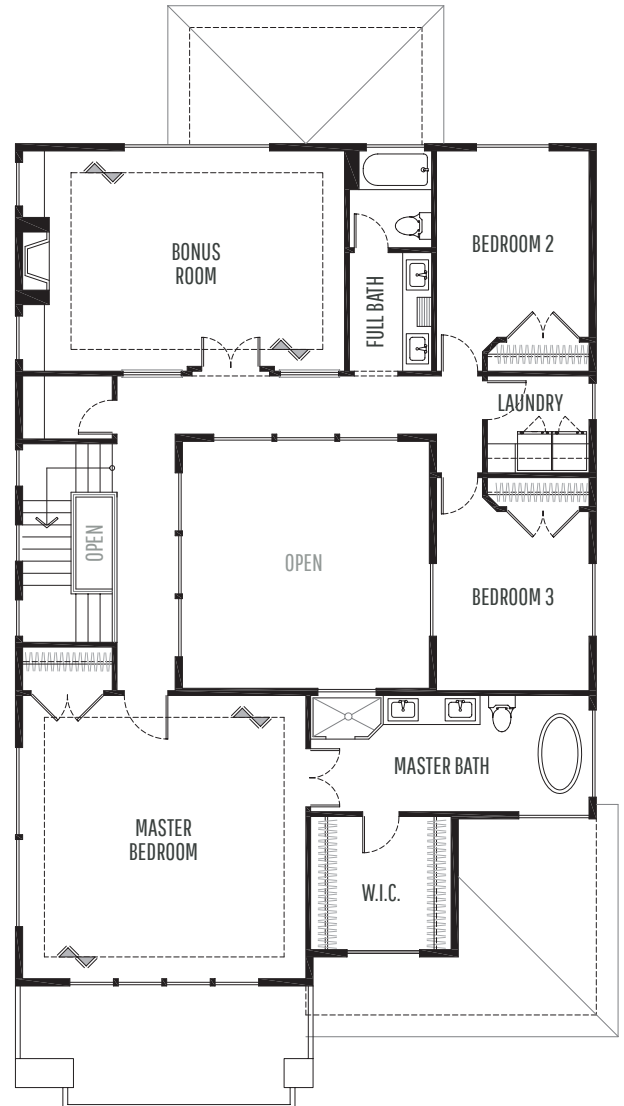 BONUS
ROOM
BEDROOM 2
FULL BATH
LAUNDRY
OPEN
OPEN
BEDROOM 3
MASTER BATH
MASTER
BEDROOM
W.I.C.